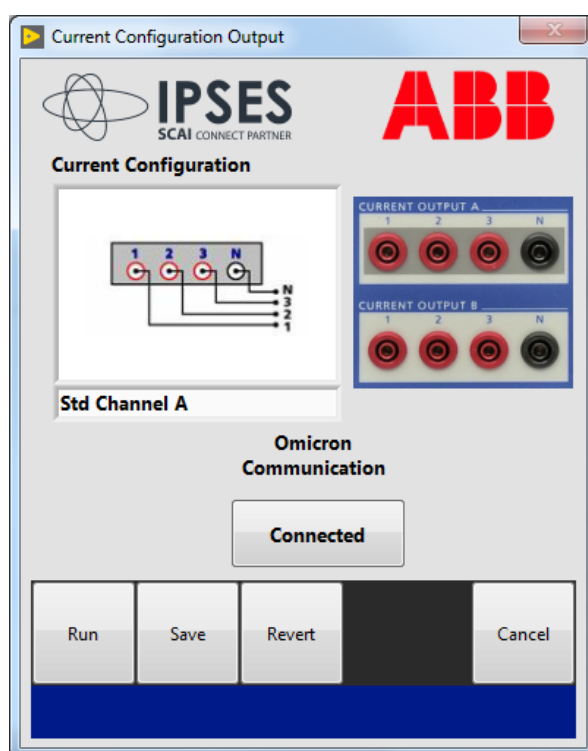 Current Configuration Output
IPSES
SCAI CONNECT PARTNER
ABB
Current Configuration
1 2 3 N
N
3
2
1
Std Channel A
CURRENT OUTPUT A
1 2 3 N
CURRENT OUTPUT B
1 2 3 N
Omicron
Communication
Connected
Run Save Revert Cancel